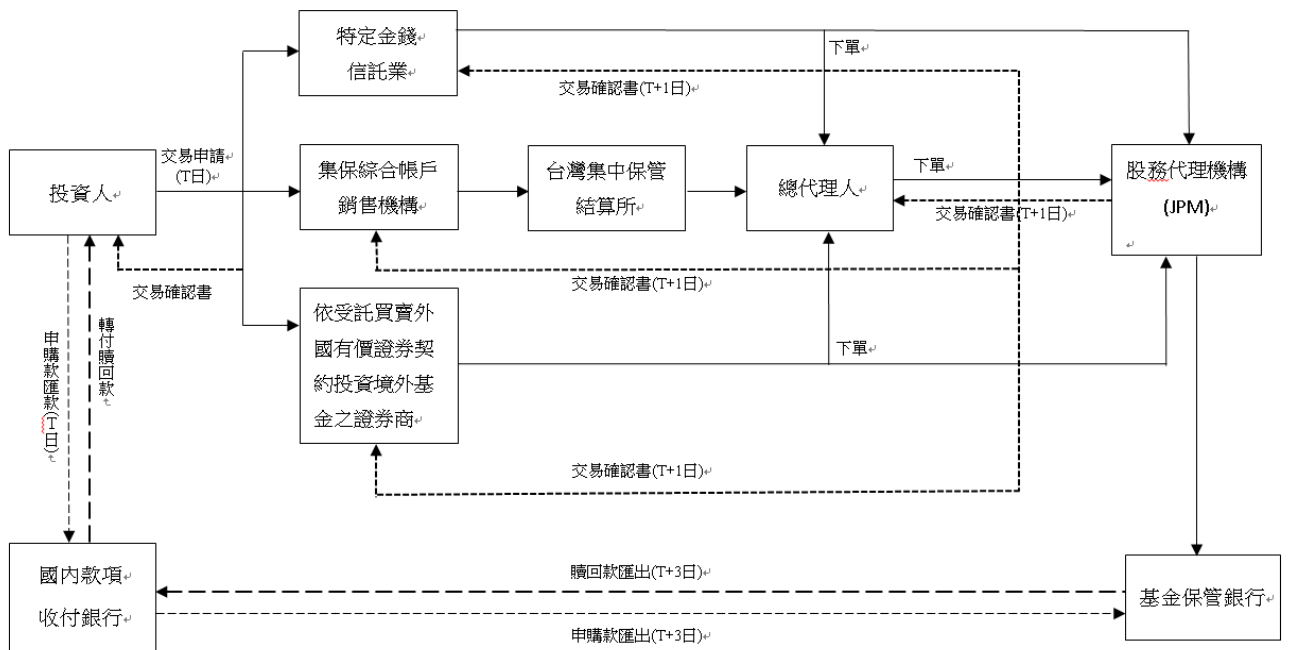 特定金錢
信託業
下單
交易確認書(T+1日)
投資人
交易申請
(T日)
集保綜合帳戶
銷售機構
台灣集中保管
結算所
總代理人
下單
交易確認書(T+1日)
股務代理機構
(JPM)
交易確認書
交易確認書(T+1日)
依受託買賣外
國有價證券契
約投資境外基
金之證券商
下單
交易確認書(T+1日)
申購款匯款(T日)
轉付贖回款
國內款項
收付銀行
贖回款匯出(T+3日)
申購款匯出(T+3日)
基金保管銀行